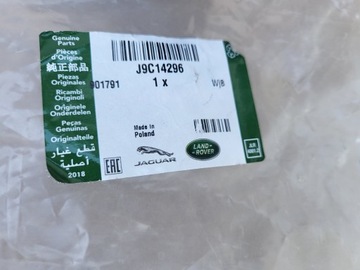 Genuine
Parts
Pièces
d'Origine
純正部品
Piezas
Originales
Ricambi
Originali
Originele
Onderdelen
Peças
Genuinas
Originalteile
قطع غيار
أصلية
2018
J9C14296
901791
1 x
Made in
Poland
EAC
JAGUAR
LAND-
ROVER